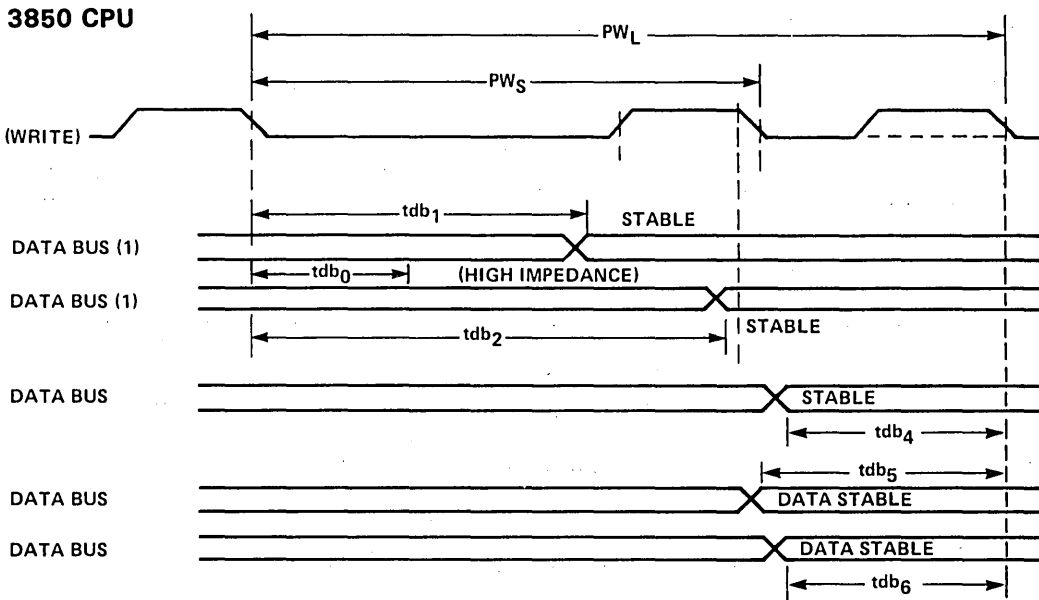 3850 CPU
PWL
PWS
(WRITE)
tdb1
STABLE
DATA BUS (1)
tdb0
(HIGH IMPEDANCE)
DATA BUS (1)
STABLE
tdb2
DATA BUS
STABLE
tdb4
tdb5
DATA BUS
DATA STABLE
DATA BUS
DATA STABLE
tdb6